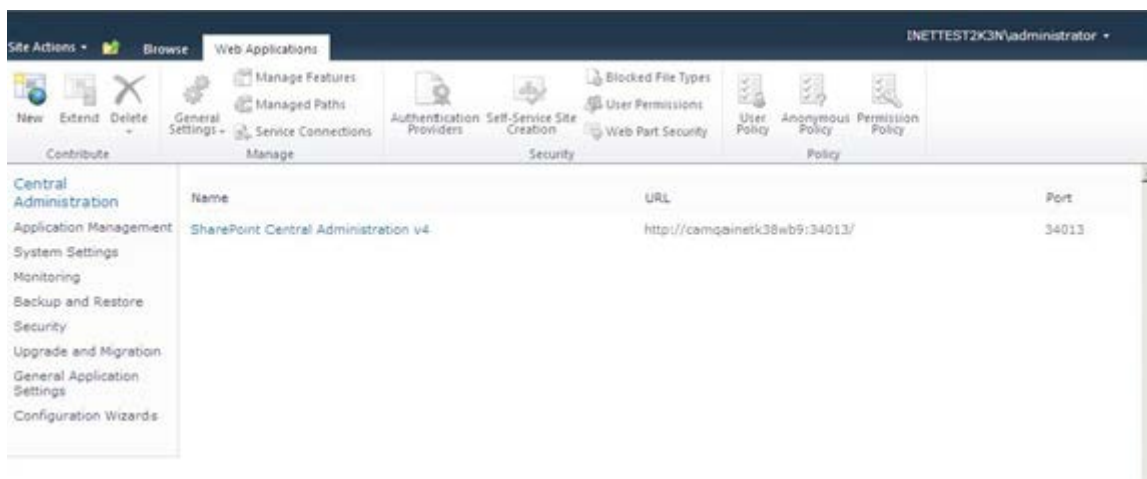 INETTEST2K3N\administrator
Site Actions Browse Web Applications
New Extend Delete
General Settings
Manage Features
Managed Paths
Service Connections
Authentication Providers
Self-Service Site Creation
Blocked File Types
User Permissions
Web Part Security
User Policy
Anonymous Policy
Permission Policy
Contribute Manage Security Policy
Central
Administration
Application Management
System Settings
Monitoring
Backup and Restore
Security
Upgrade and Migration
General Application
Settings
Configuration Wizards
Name URL Port
SharePoint Central Administration v4 http://camqainetk38wb9:34013/ 34013